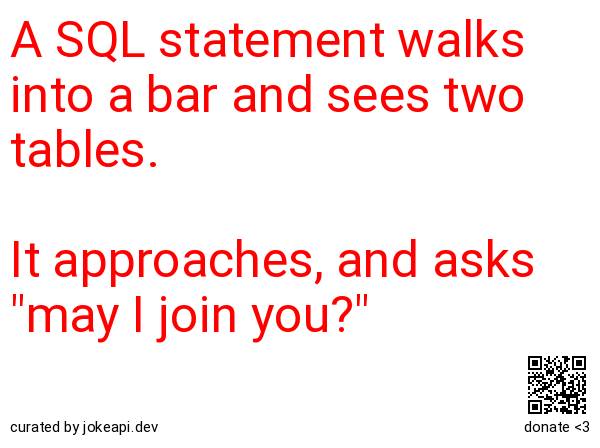 A SQL statement walks
into a bar and sees two
tables.
It approaches, and asks
"may I join you?"
curated by jokeapi.dev
donate <3